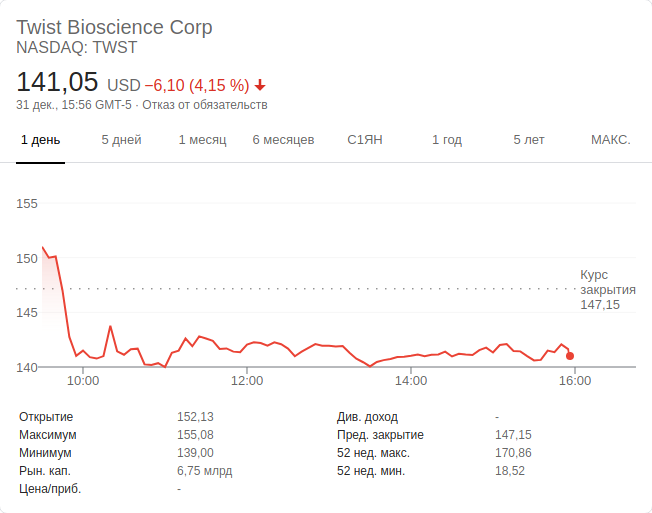 Twist Bioscience Corp
NASDAQ: TWST
141,05 USD −6,10 (4,15 %)
31 дек., 15:56 GMT-5 · Отказ от обязательств
1 день 5 дней 1 месяц 6 месяцев С1ЯН 1 год 5 лет МАКС.
155
150
Курс
закрытия
147,15
145
140
10:00 12:00 14:00 16:00
Открытие 152,13 Див. доход -
Максимум 155,08 Пред. закрытие 147,15
Минимум 139,00 52 нед. макс. 170,86
Рын. кап. 6,75 млрд 52 нед. мин. 18,52
Цена/приб. -